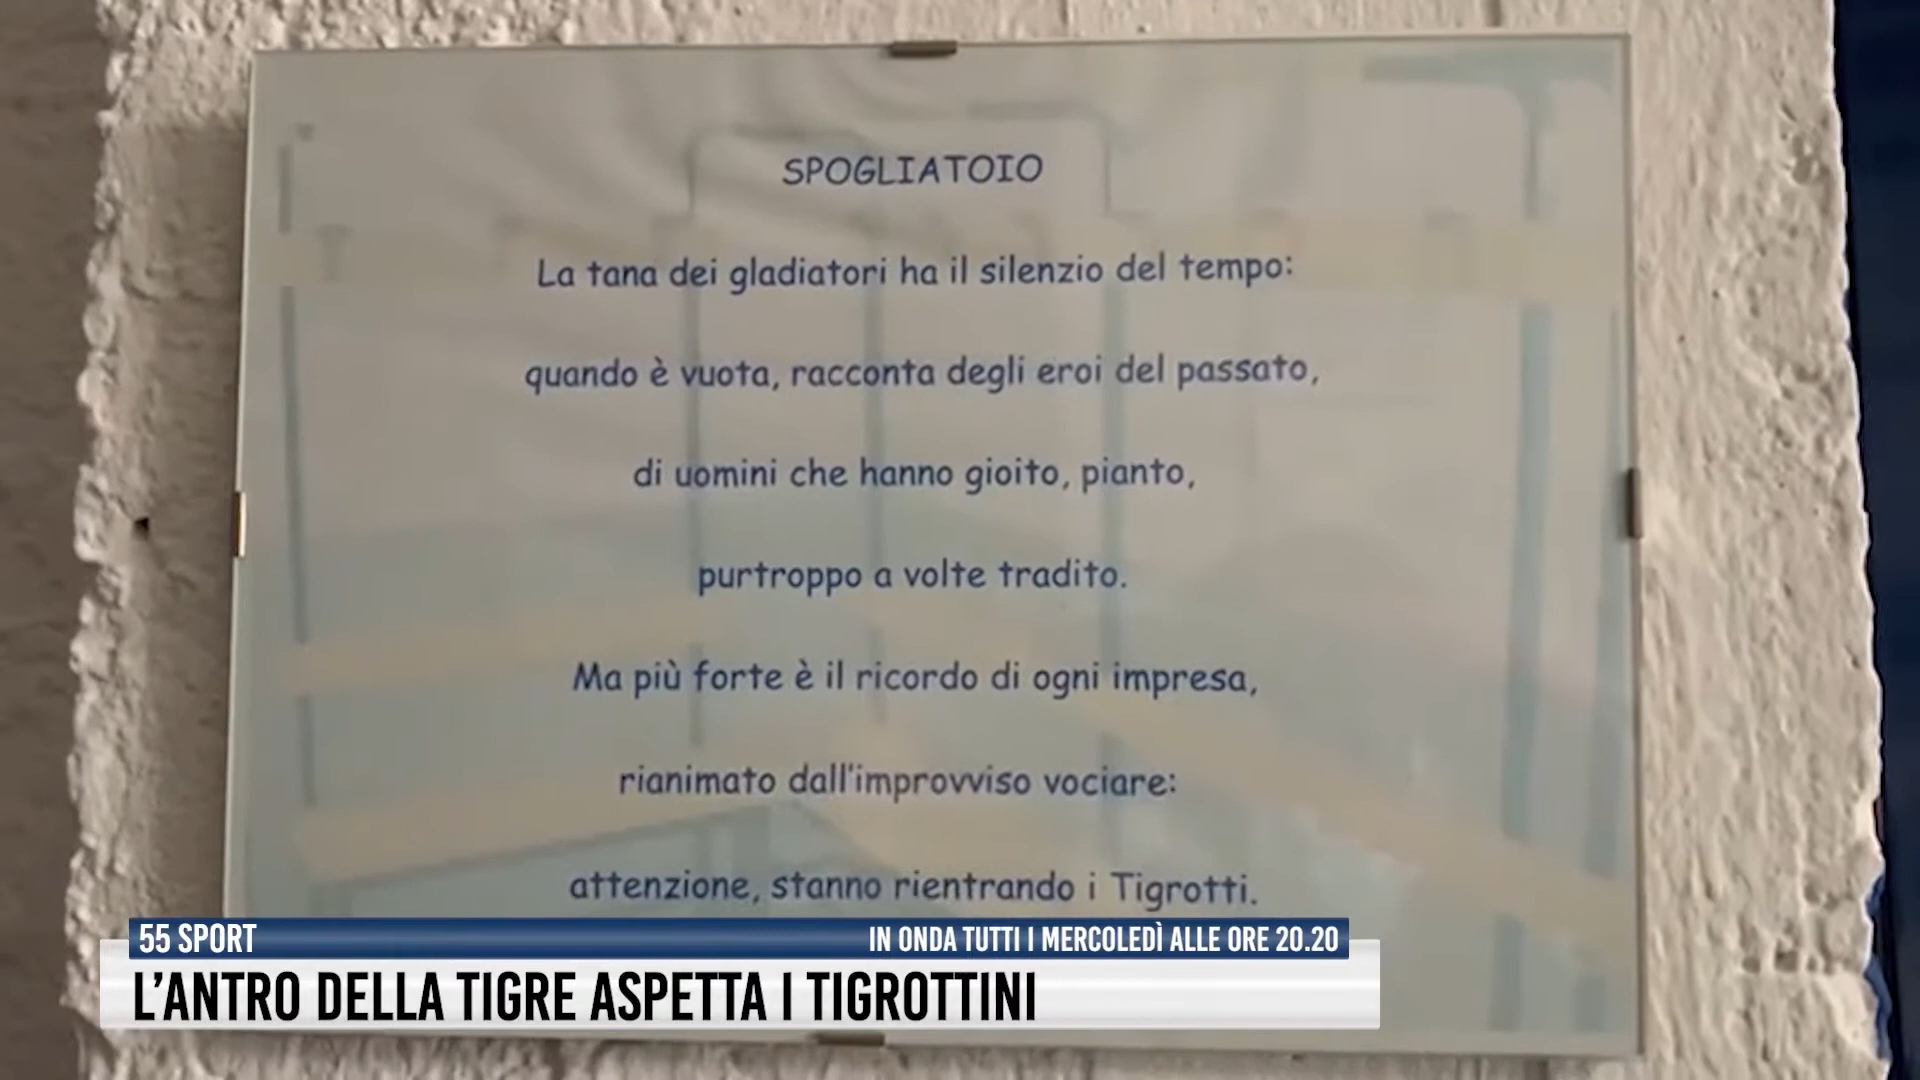 SPOGLIATOIO
La tana dei gladiatori ha il silenzio del tempo:
quando è vuota, racconta degli eroi del passato,
di uomini che hanno gioito, pianto,
purtroppo a volte tradito.
Ma più forte è il ricordo di ogni impresa,
rianimato dall'improvviso vociare:
attenzione, stanno rientrando i Tigrotti.
55 SPORT
IN ONDA TUTTI I MERCOLEDÌ ALLE ORE 20.20
L'ANTRO DELLA TIGRE ASPETTA I TIGROTTINI